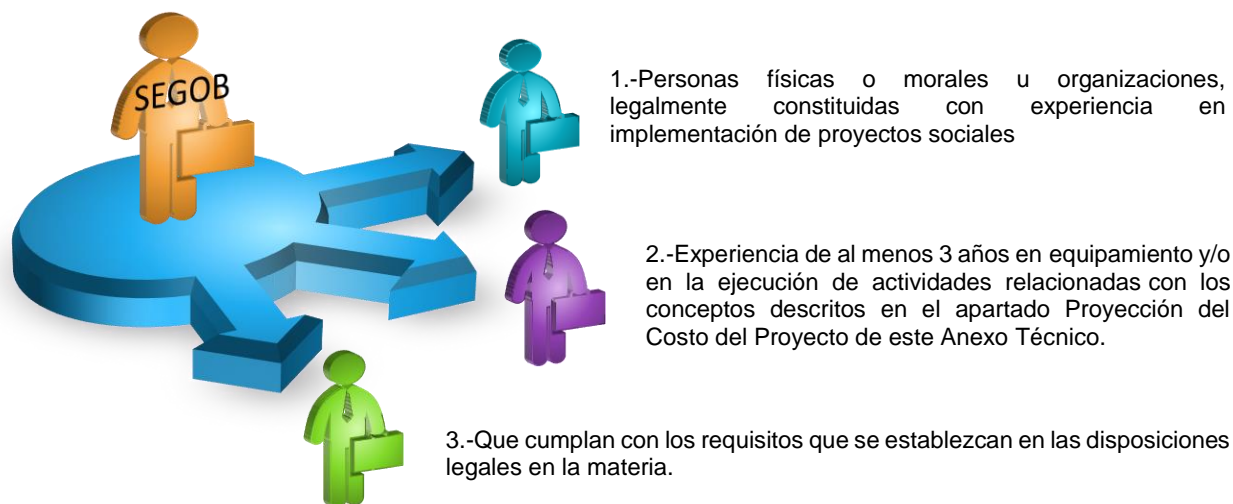 SEGOB
1.-Personas físicas o morales u organizaciones,
legalmente constituidas con experiencia en
implementación de proyectos sociales
2.-Experiencia de al menos 3 años en equipamiento y/o
en la ejecución de actividades relacionadas con los
conceptos descritos en el apartado Proyección del
Costo del Proyecto de este Anexo Técnico.
3.-Que cumplan con los requisitos que se establezcan en las disposiciones
legales en la materia.